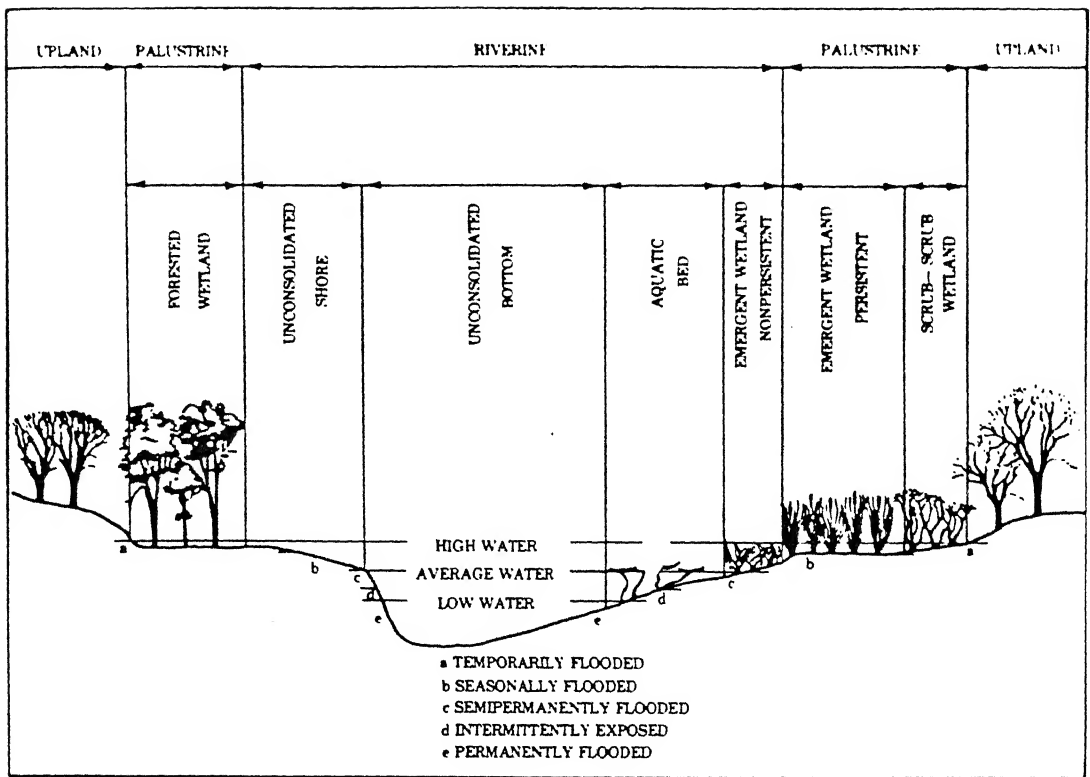 UPLAND PALUSTRINE RIVERINE PALUSTRINE UPLAND
FORESTED
WETLAND
UNCONSOLIDATED
SHORE
UNCONSOLIDATED
BOTTOM
AQUATIC
BED
EMERGENT WETLAND
NONPERSISTENT
EMERGENT WETLAND
PERSISTENT
SCRUB-SCRUB
WETLAND
a
b
c
d
e
HIGH WATER
AVERAGE WATER
LOW WATER
e
d
c
b
a
a TEMPORARILY FLOODED
b SEASONALLY FLOODED
c SEMIPERMANENTLY FLOODED
d INTERMITTENTLY EXPOSED
e PERMANENTLY FLOODED